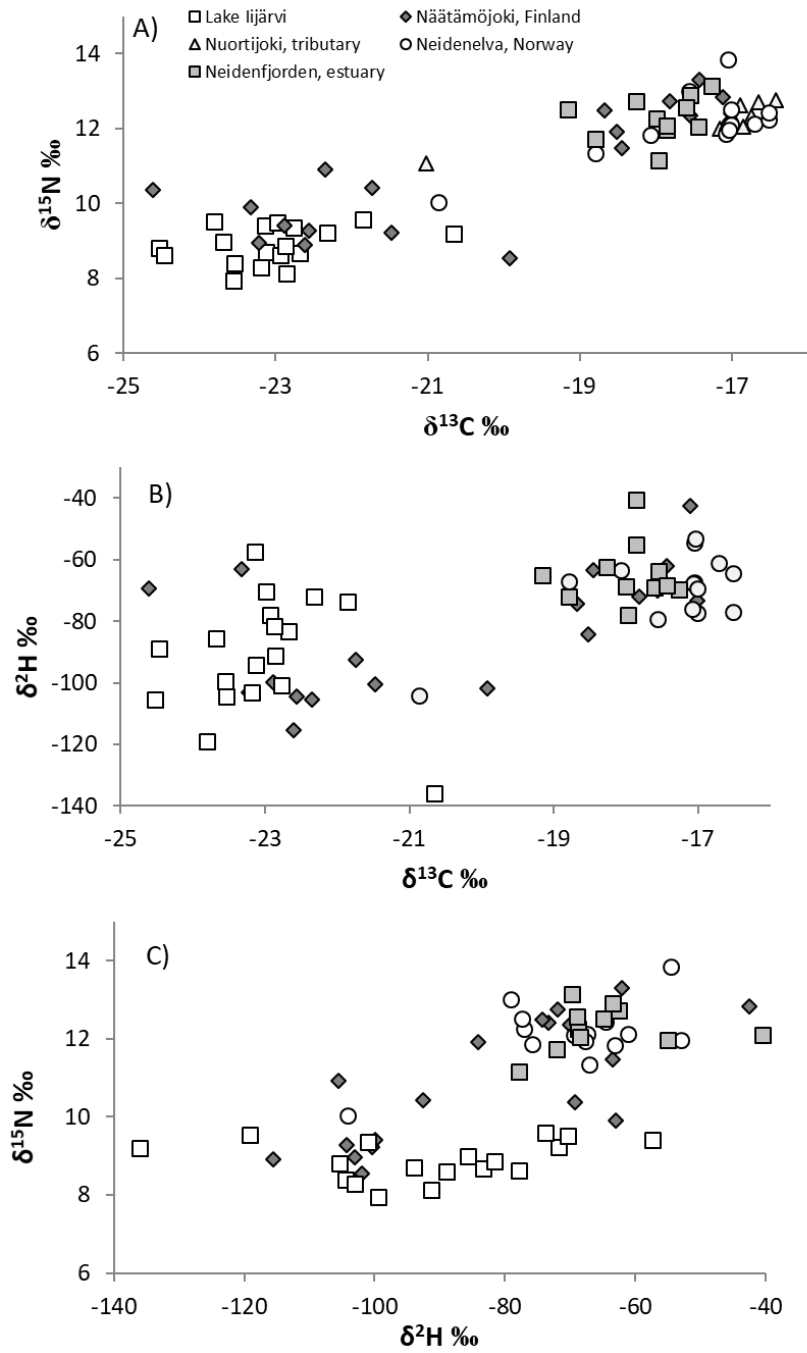 A)
Lake Iijärvi
Näätämöjoki, Finland
Nuortijoki, tributary
Neidenelva, Norway
Neidenfjorden, estuary
14
12
10
8
6
δ15N ‰
-25 -23 -21 -19 -17
δ13C ‰
B)
-40
-60
-80
-100
-120
-140
δ2H ‰
-25 -23 -21 -19 -17
δ13C ‰
C)
14
12
10
8
6
δ15N ‰
-140 -120 -100 -80 -60 -40
δ2H ‰